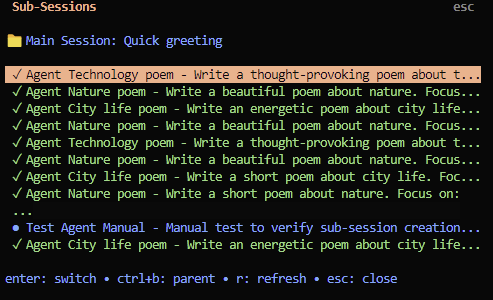 Sub-Sessions esc
Main Session: Quick greeting
✓ Agent Technology poem - Write a thought-provoking poem about t...
✓ Agent Nature poem - Write a beautiful poem about nature. Focus...
✓ Agent City life poem - Write an energetic poem about city life...
✓ Agent Nature poem - Write a beautiful poem about nature. Focus...
✓ Agent Technology poem - Write a thought-provoking poem about t...
✓ Agent Nature poem - Write a beautiful poem about nature. Focus...
✓ Agent City life poem - Write a short poem about city life. Foc...
✓ Agent Nature poem - Write a short poem about nature. Focus on:
...
● Test Agent Manual - Manual test to verify sub-session creation...
✓ Agent City life poem - Write an energetic poem about city life...
enter: switch • ctrl+b: parent • r: refresh • esc: close